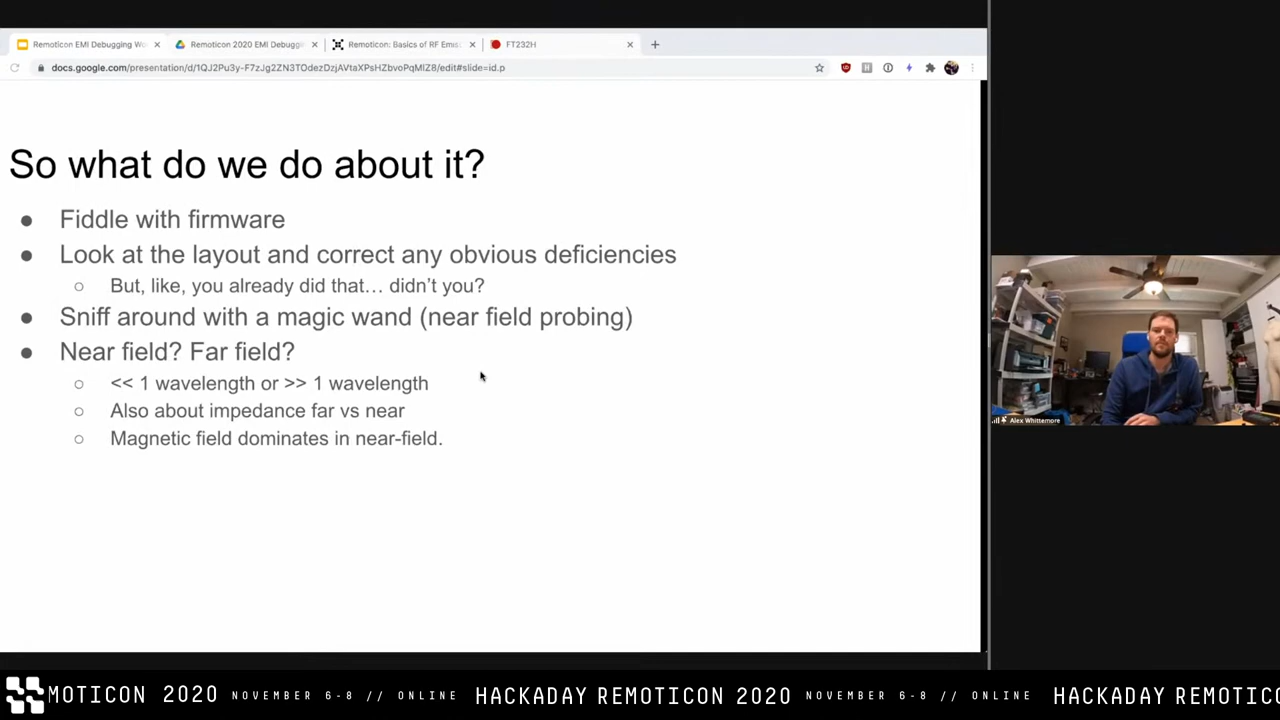 Remoticon EMI Debugging Wo
Remoticon 2020 EMI Debuggi
Remoticon: Basics of RF Emis
FT232H
docs.google.com/presentation/d/1QJ2Pu3y-F7zJg2ZN3TOdezDzjAVtaXPsHZbvoPqMlZ8/edit#slide=id.p
So what do we do about it?
● Fiddle with firmware
● Look at the layout and correct any obvious deficiencies
○ But, like, you already did that… didn’t you?
● Sniff around with a magic wand (near field probing)
● Near field? Far field?
○ << 1 wavelength or >> 1 wavelength
○ Also about impedance far vs near
○ Magnetic field dominates in near-field.
Alex Whittemore
MOTICON 2020 NOVEMBER 6-8 // ONLINE HACKADAY REMOTICON 2020 NOVEMBER 6-8 // ONLINE HACKADAY REMOTIC